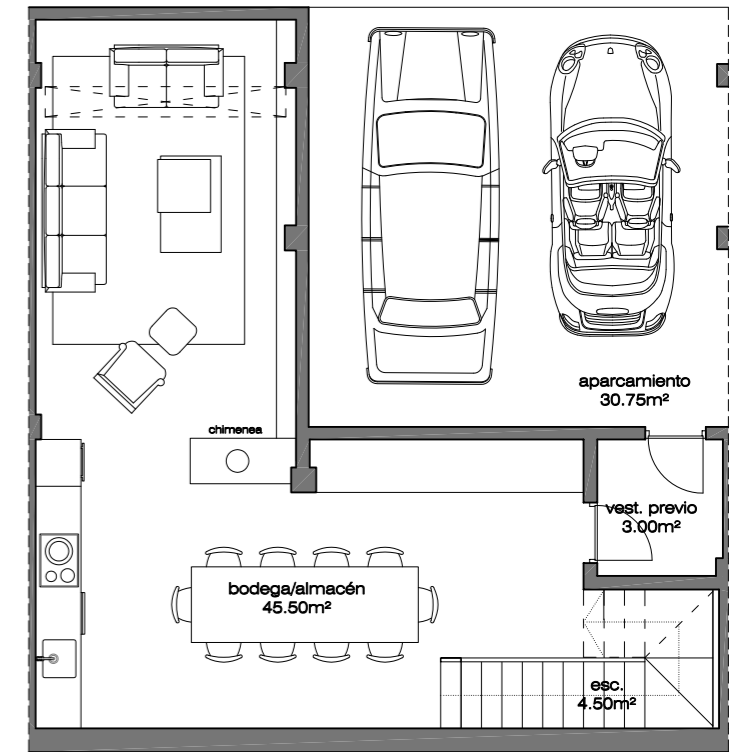 aparcamiento
30.75m²
chimenea
vest. previo
3.00m²
bodega/almacén
45.50m²
esc.
4.50m²